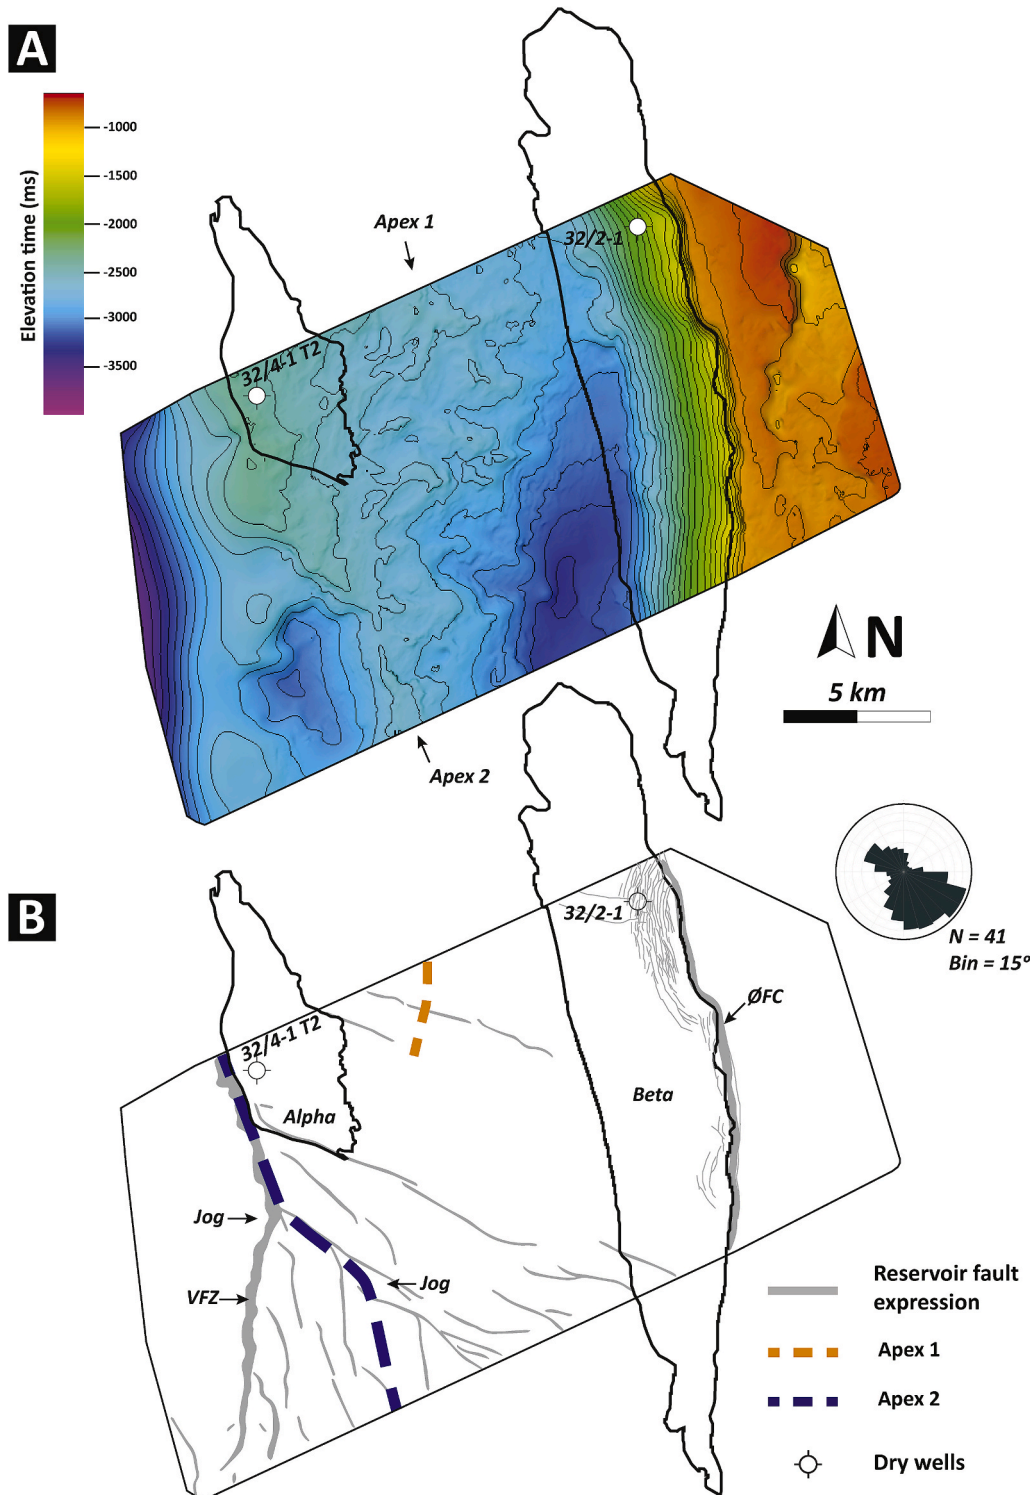 A
Elevation time (ms)
-1000
-1500
-2000
-2500
-3000
-3500
Apex 1
32/2-1
32/4-1 T2
Apex 2
N
5 km
B
N = 41
Bin = 15°
32/2-1
ØFC
32/4-1 T2
Alpha
Beta
Jog
Jog
VFZ
Reservoir fault
expression
Apex 1
Apex 2
Dry wells